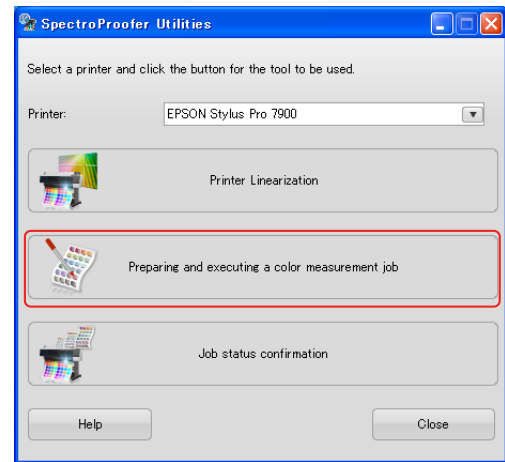 SpectroProofer Utilities
Select a printer and click the button for the tool to be used.
Printer: EPSON Stylus Pro 7900
Printer Linearization
Preparing and executing a color measurement job
Job status confirmation
Help Close